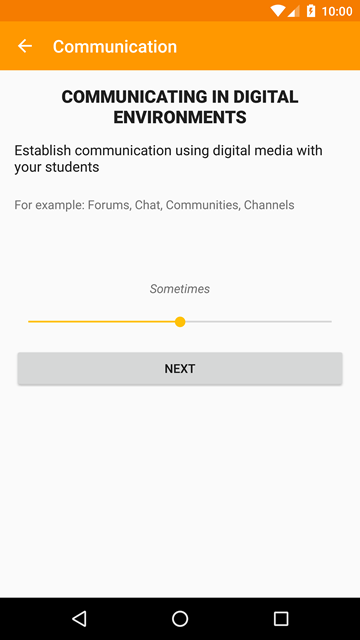 10:00
Communication
COMMUNICATING IN DIGITAL
ENVIRONMENTS
Establish communication using digital media with
your students
For example: Forums, Chat, Communities, Channels
Sometimes
NEXT